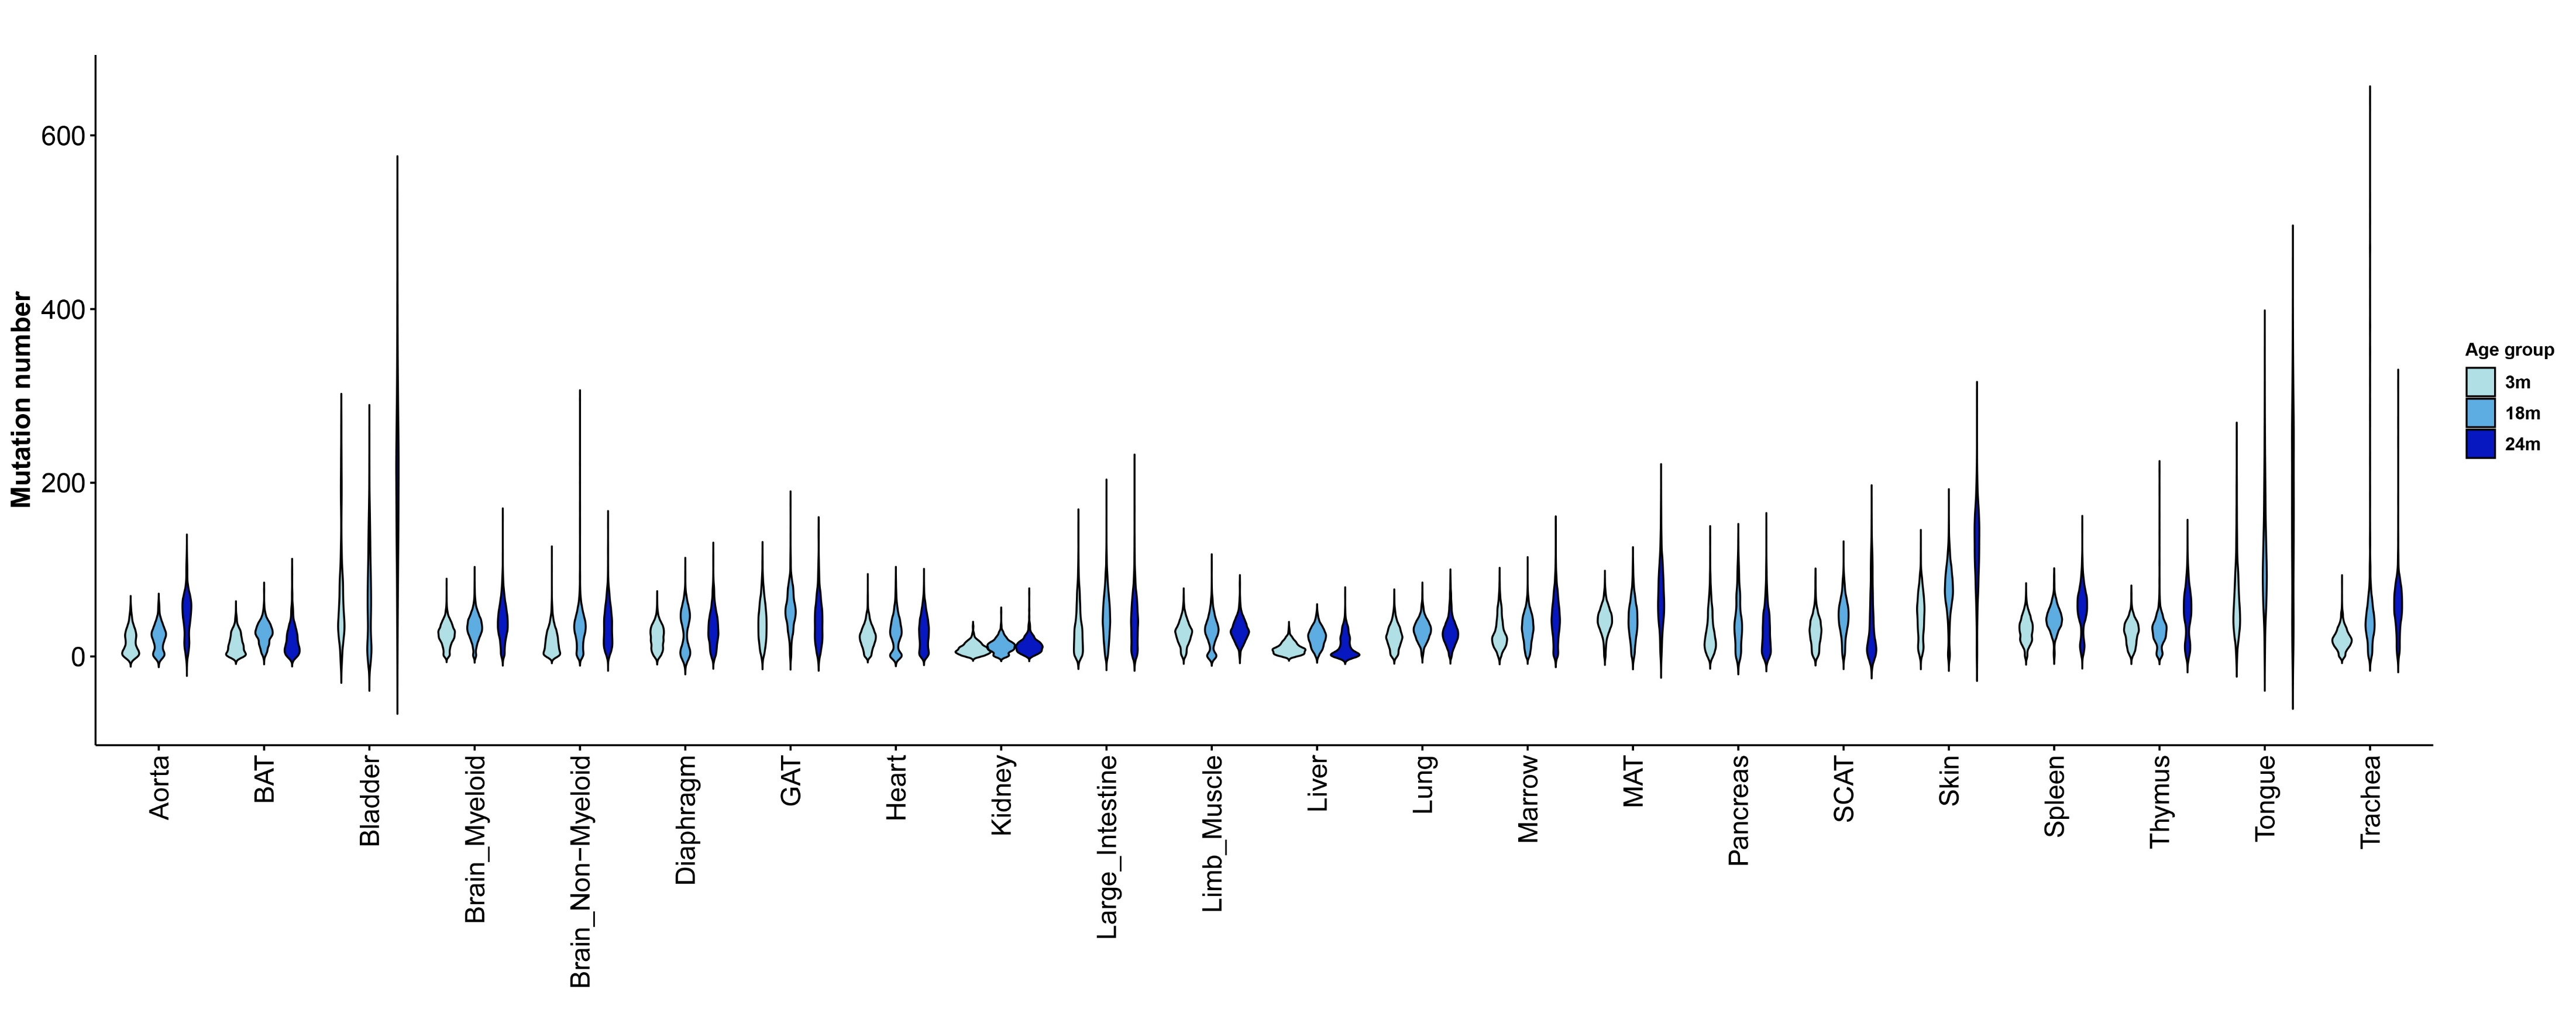 Mutation number
600
400
200
0
Aorta
BAT
Bladder
Brain_Myeloid
Brain_Non−Myeloid
Diaphragm
GAT
Heart
Kidney
Large_Intestine
Limb_Muscle
Liver
Lung
Marrow
MAT
Pancreas
SCAT
Skin
Spleen
Thymus
Tongue
Trachea
Age group
3m
18m
24m